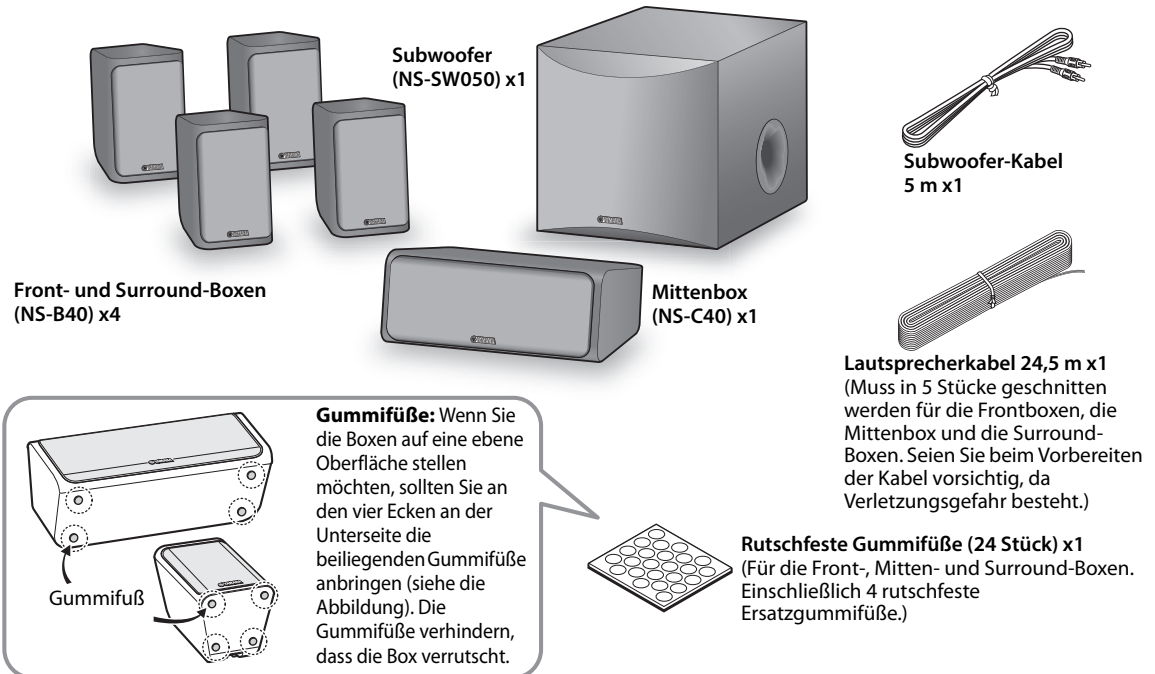 Subwoofer
(NS-SW050) x1
Subwoofer-Kabel
5 m x1
Front- und Surround-Boxen
(NS-B40) x4
Mittenbox
(NS-C40) x1
Lautsprecherkabel 24,5 m x1
(Muss in 5 Stücke geschnitten
werden für die Frontboxen, die
Mittenbox und die Surround-
Boxen. Seien Sie beim Vorbereiten
der Kabel vorsichtig, da
Verletzungsgefahr besteht.)
Gummifüße: Wenn Sie
die Boxen auf eine ebene
Oberfläche stellen
möchten, sollten Sie an
den vier Ecken an der
Unterseite die
beiliegenden Gummifüße
anbringen (siehe die
Abbildung). Die
Gummifüße verhindern,
dass die Box verrutscht.
Gummifuß
Rutschfeste Gummifüße (24 Stück) x1
(Für die Front-, Mitten- und Surround-Boxen.
Einschließlich 4 rutschfeste
Ersatzgummifüße.)